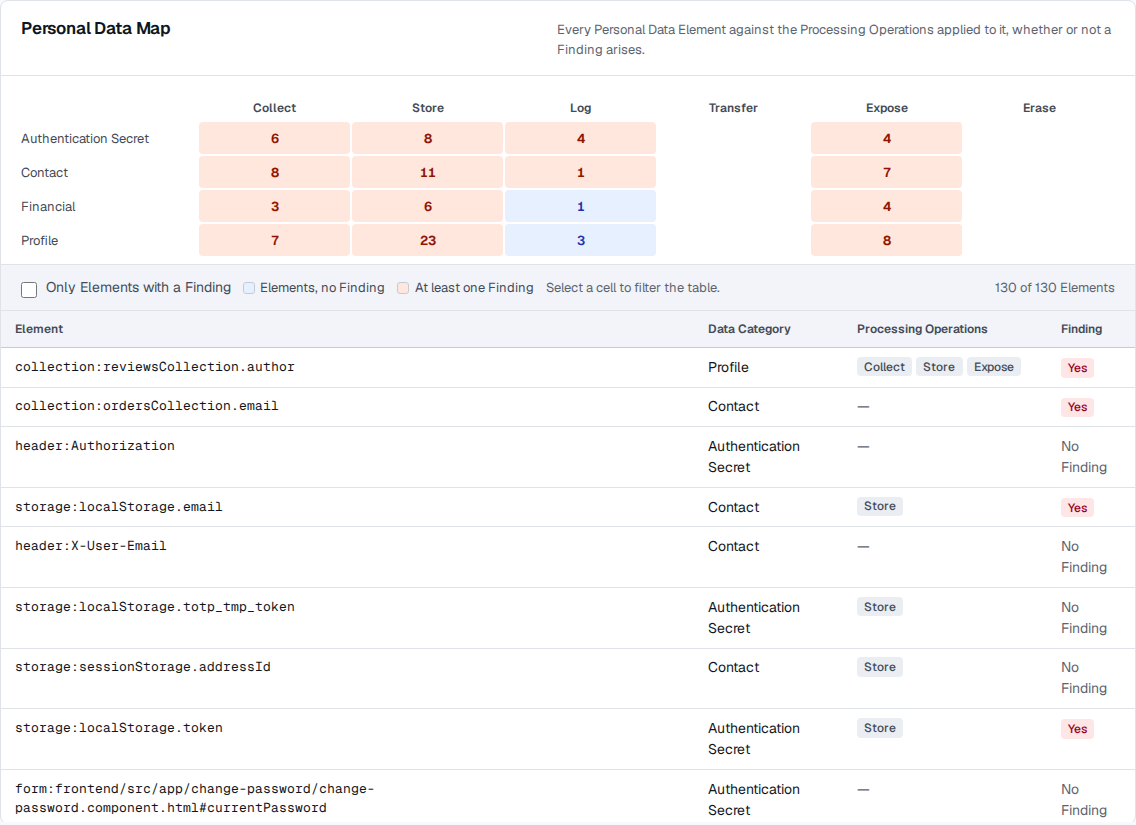 Personal Data Map
Every Personal Data Element against the Processing Operations applied to it, whether or not a
Finding arises.
Collect Store Log Transfer Expose Erase
Authentication Secret 6 8 4 4
Contact 8 11 1 7
Financial 3 6 1 4
Profile 7 23 3 8
Only Elements with a Finding Elements, no Finding At least one Finding Select a cell to filter the table. 130 of 130 Elements
Element Data Category Processing Operations Finding
collection:reviewsCollection.author Profile Collect Store Expose Yes
collection:ordersCollection.email Contact — Yes
header:Authorization Authentication — No
Secret Finding
storage:localStorage.email Contact Store Yes
header:X-User-Email Contact — No
Finding
storage:localStorage.totp_tmp_token Authentication Store No
Secret Finding
storage:sessionStorage.addressId Contact Store No
Finding
storage:localStorage.token Authentication Store Yes
Secret
form:frontend/src/app/change-password/change- Authentication — No
password.component.html#currentPassword Secret Finding